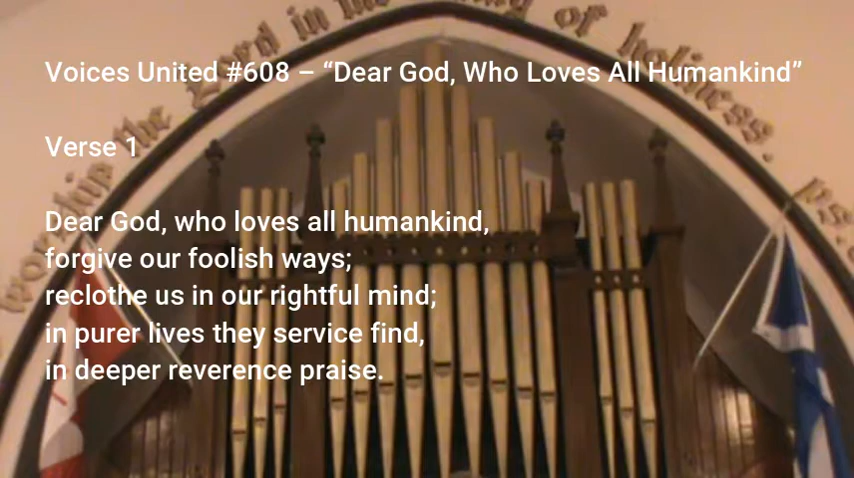 worship the Lord in the of holiness. Ps.
Voices United #608 – “Dear God, Who Loves All Humankind”
Verse 1
Dear God, who loves all humankind,
forgive our foolish ways;
reclothe us in our rightful mind;
in purer lives they service find,
in deeper reverence praise.